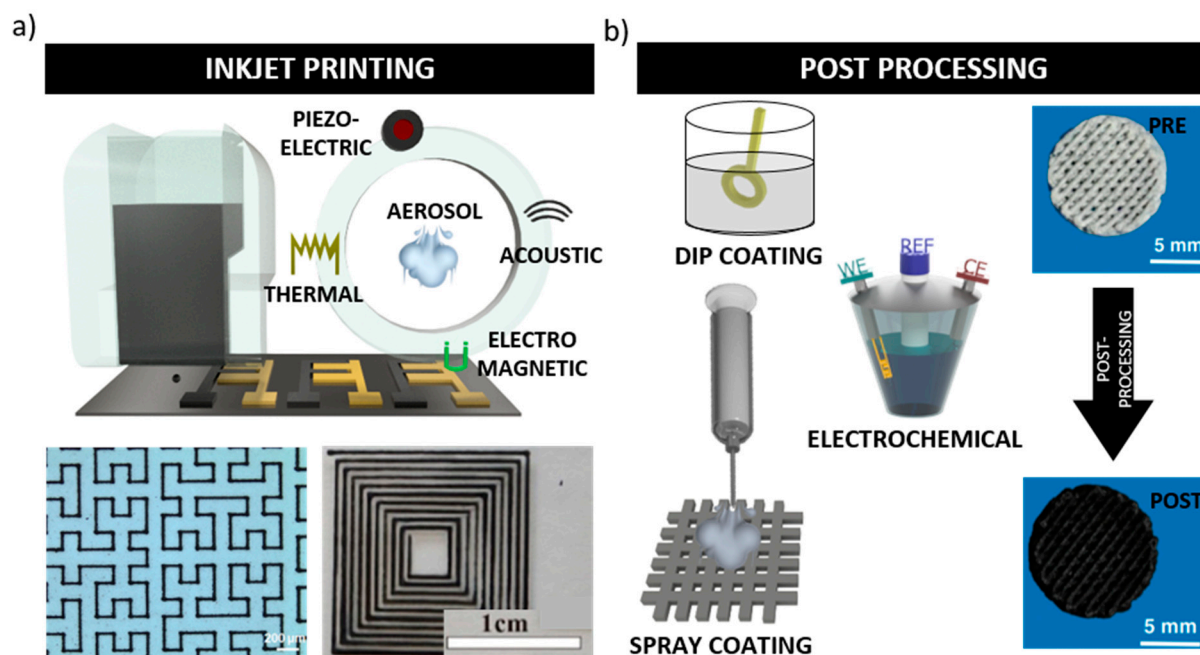 a)
INKJET PRINTING
PIEZO-
ELECTRIC
AEROSOL
ACOUSTIC
THERMAL
ELECTRO
MAGNETIC
200 µm
1cm
b)
POST PROCESSING
DIP COATING
WE
REF
CE
ELECTROCHEMICAL
SPRAY COATING
PRE
5 mm
POST-
PROCESSING
POST
5 mm